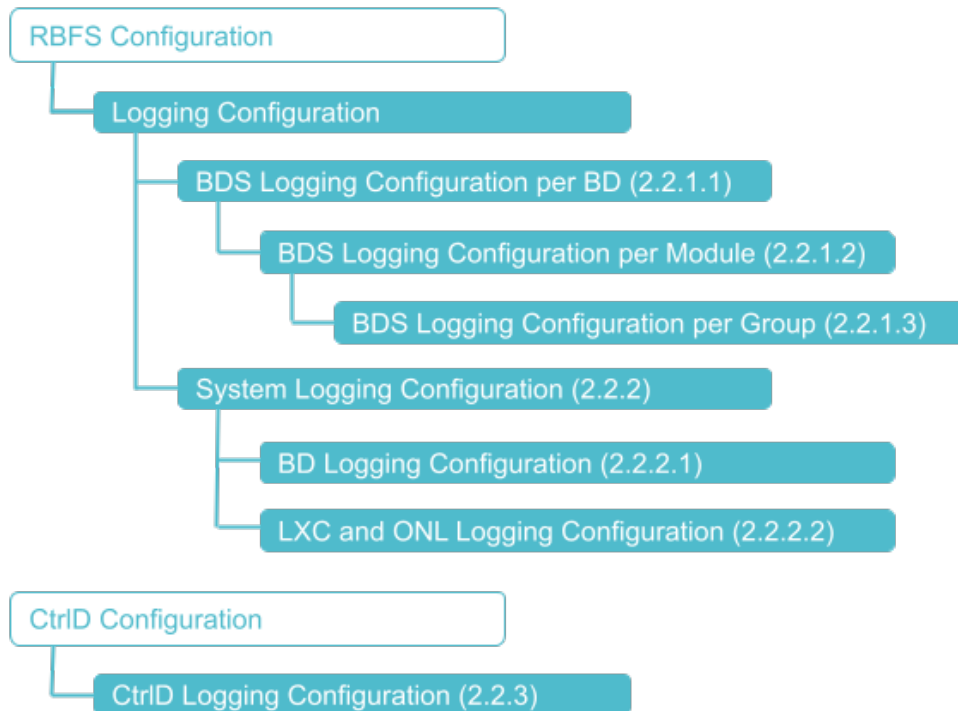 RBFS Configuration
Logging Configuration
BDS Logging Configuration per BD (2.2.1.1)
BDS Logging Configuration per Module (2.2.1.2)
BDS Logging Configuration per Group (2.2.1.3)
System Logging Configuration (2.2.2)
BD Logging Configuration (2.2.2.1)
LXC and ONL Logging Configuration (2.2.2.2)
CtrlD Configuration
CtrlD Logging Configuration (2.2.3)